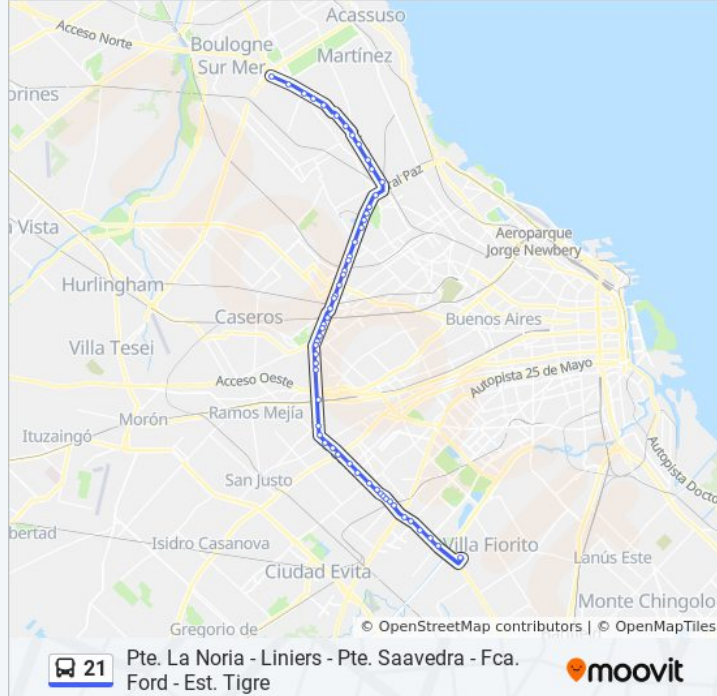 Acassuso
Acceso Norte
Boulogne
Sur Mer
Martínez
orines
ral Paz
a Vista
Aeroparque
Jorge Newbery
Hurlingham
Caseros
Buenos Aires
Villa Tesei
Acceso Oeste
Autopista 25 de Mayo
Ramos Mejía
Morón
Ituzaingó
Autopista Docto
San Justo
bertad
Isidro Casanova
Villa Fiorito
Lanús Este
Ciudad Evita
Monte Chingolo
Gregorio de
© OpenStreetMap contributors | © OpenMapTiles
21
Pte. La Noria - Liniers - Pte. Saavedra - Fca.
Ford - Est. Tigre
moovit